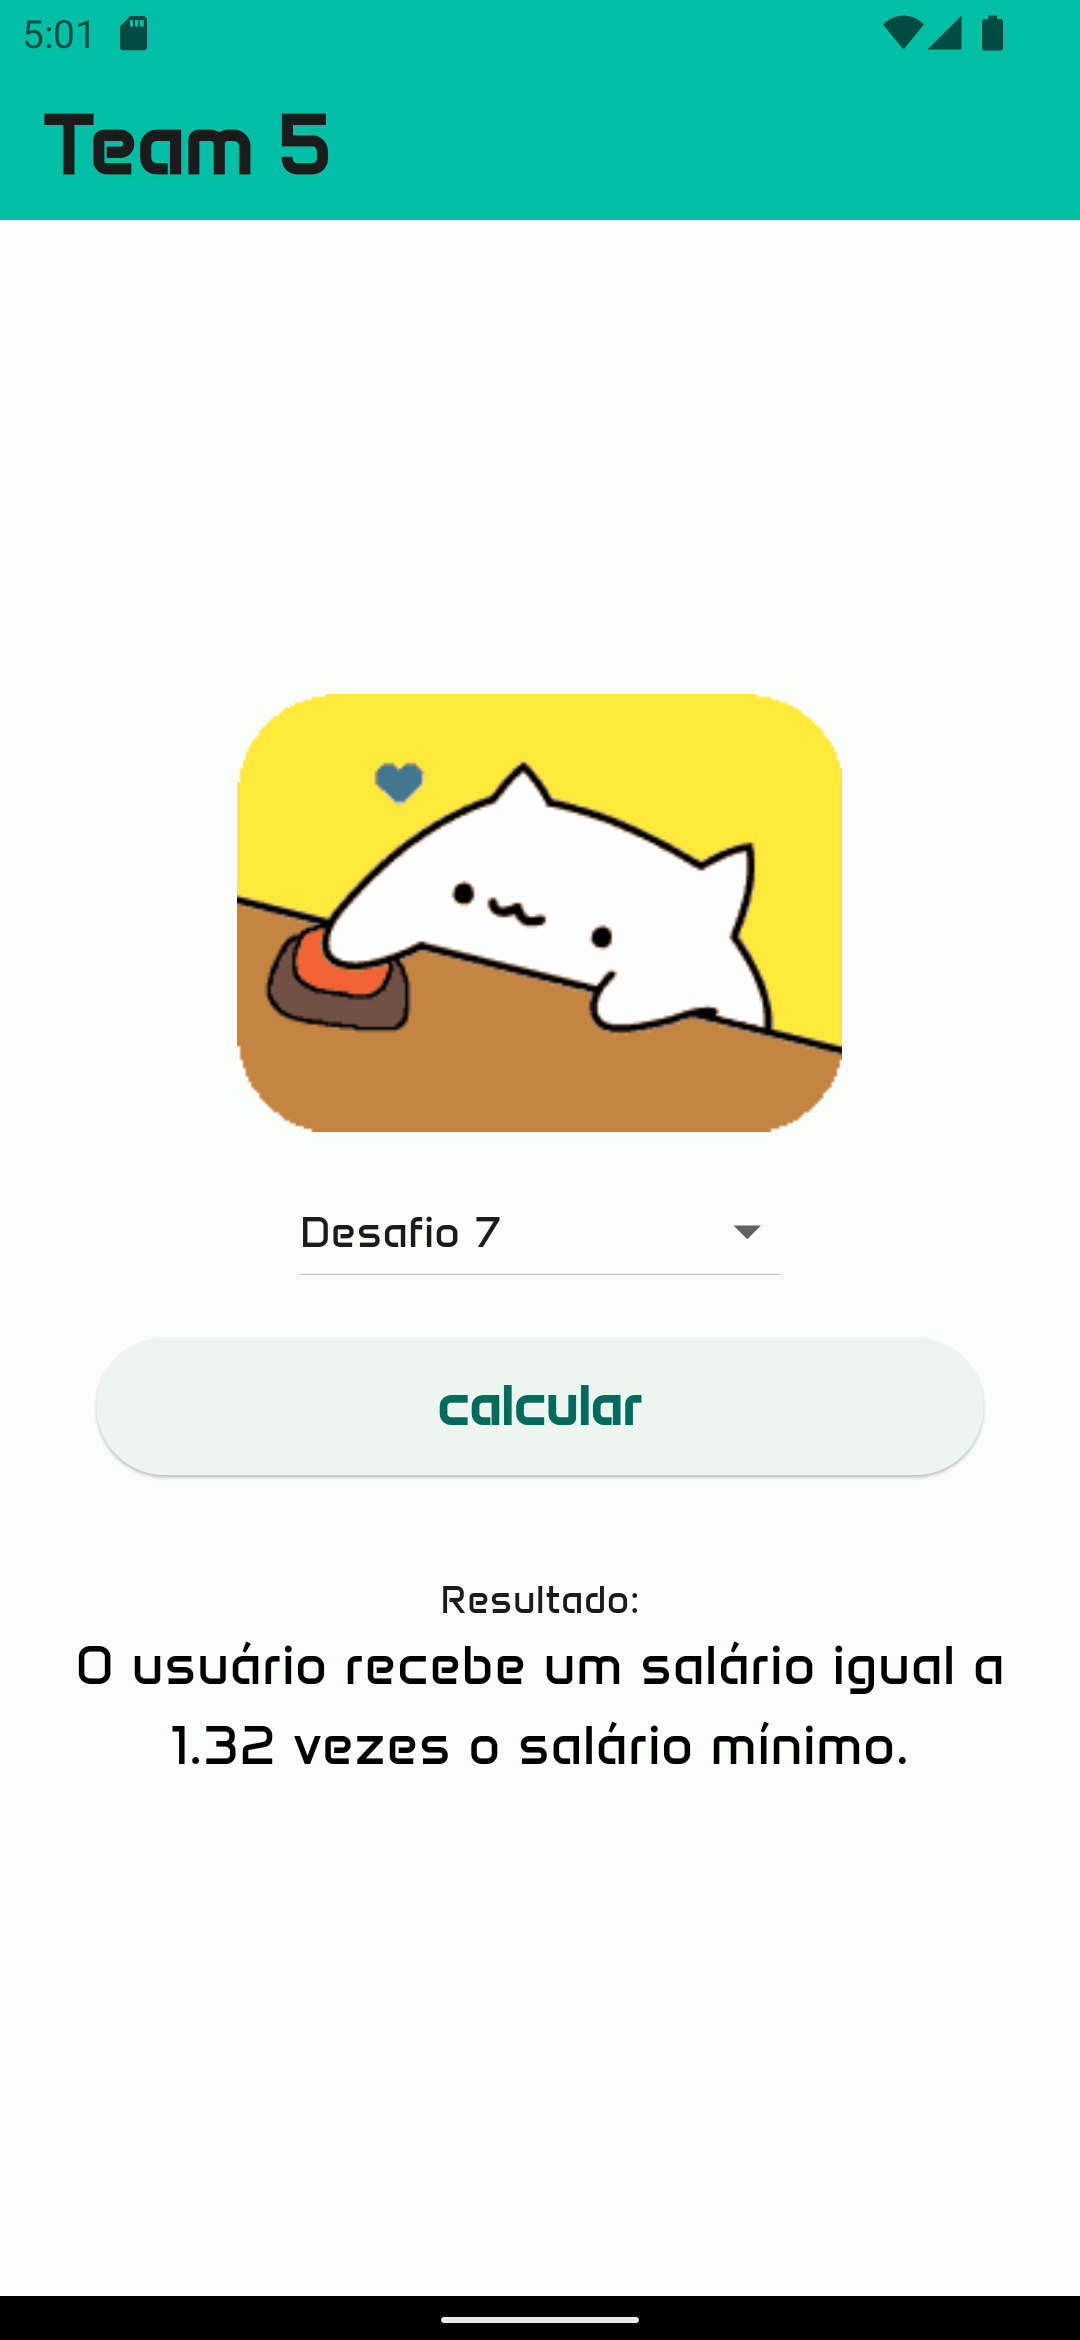 5:01
Team 5
Desafio 7
calcular
Resultado:
O usuário recebe um salário igual a
1.32 vezes o salário mínimo.